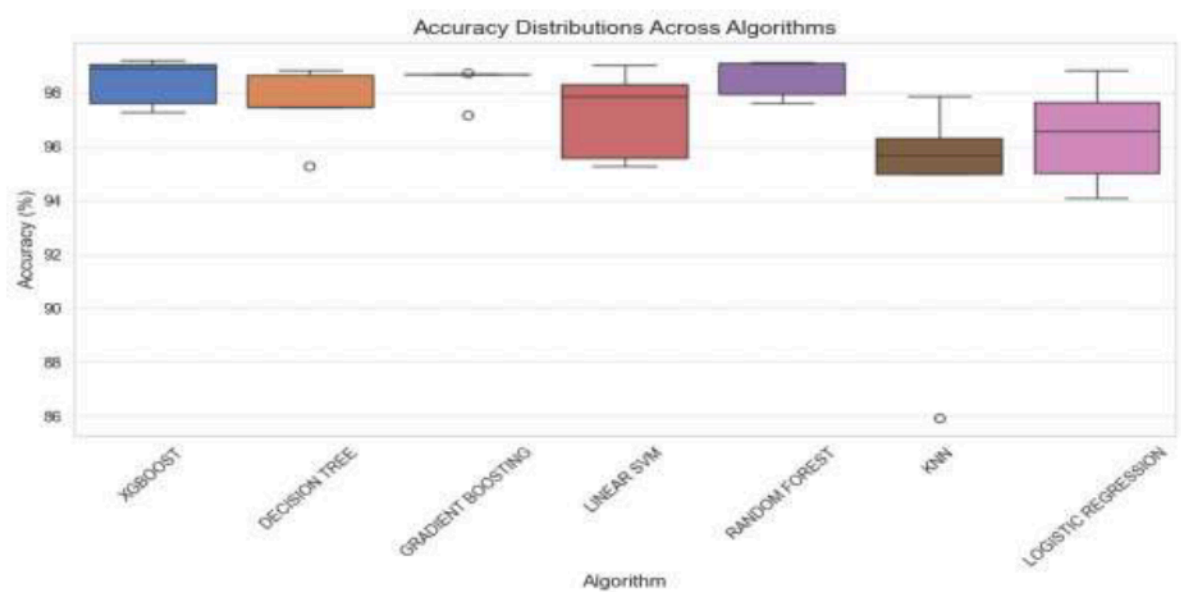 Accuracy Distributions Across Algorithms
Accuracy (%)
98
96
94
92
90
88
86
XGBOOST
DECISION TREE
GRADIENT BOOSTING
LINEAR SVM
RANDOM FOREST
KNN
LOGISTIC REGRESSION
Algorithm